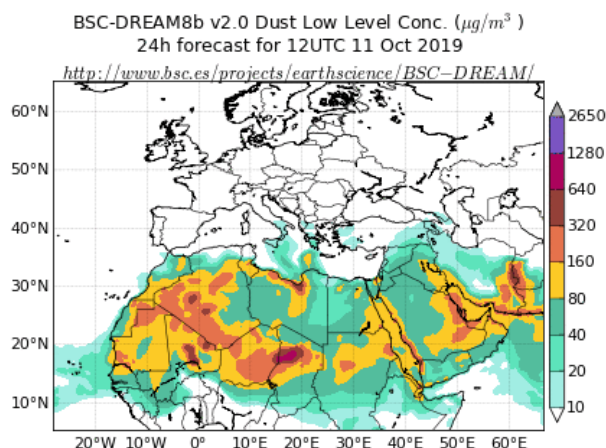 BSC-DREAM8b v2.0 Dust Low Level Conc. (μg/m³ )
24h forecast for 12UTC 11 Oct 2019
http://www.bsc.es/projects/earthscience/BSC−DREAM/
60°N
50°N
40°N
30°N
20°N
10°N
20°W 10°W 0° 10°E 20°E 30°E 40°E 50°E 60°E
2650
1280
640
320
160
80
40
20
10